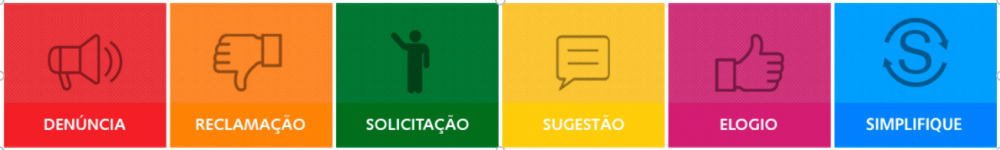 DENÚNCIA
RECLAMAÇÃO
SOLICITAÇÃO
SUGESTÃO
ELOGIO
S
SIMPLIFIQUE